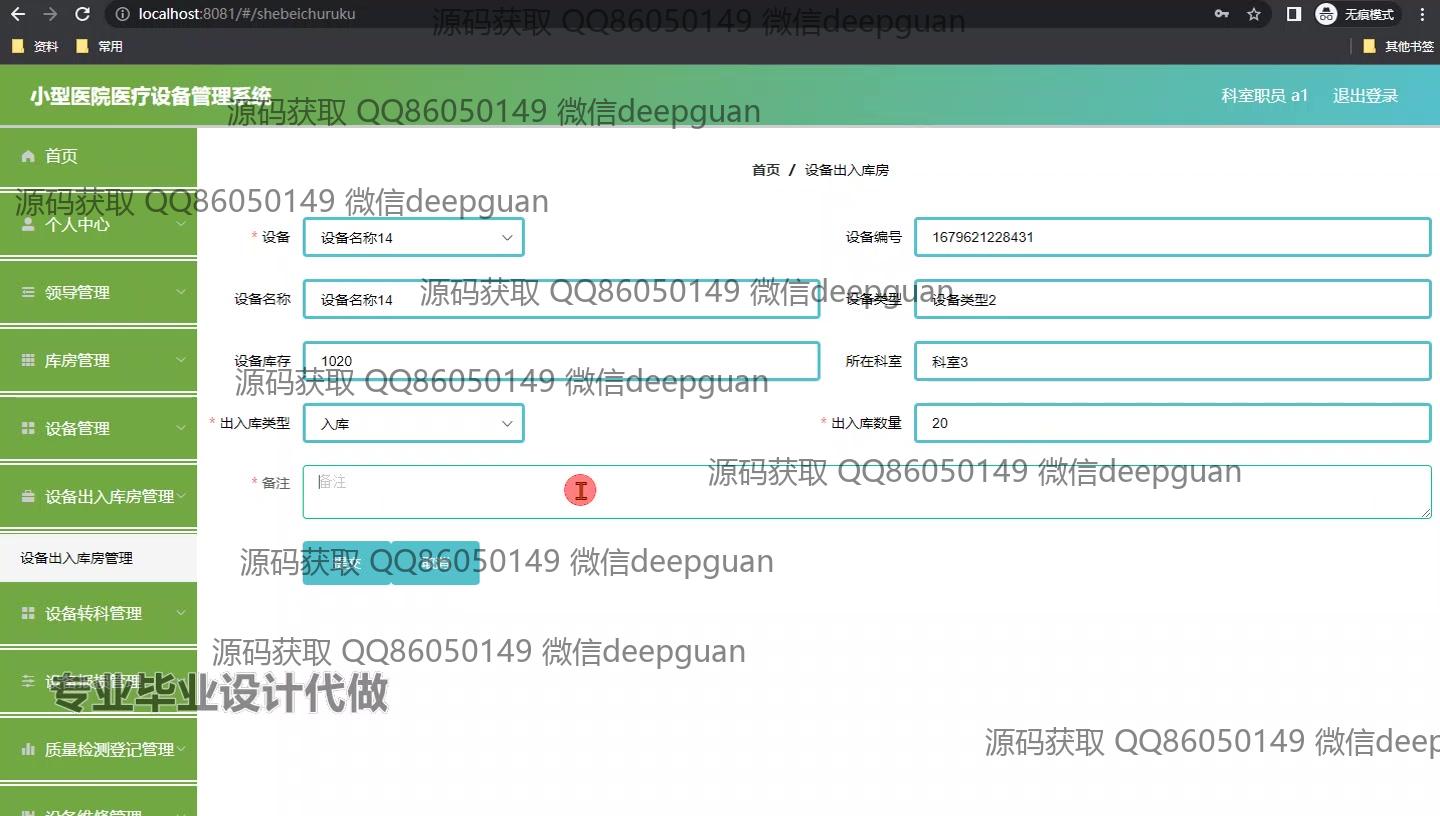 localhost:8081/#/shebeichuruku
无痕模式
资料
常用
其他书签
源码获取 QQ86050149 微信deepguan
小型医院医疗设备管理系统
科室职员 a1
退出登录
源码获取 QQ86050149 微信deepguan
首页
首页 / 设备出入库房
源码获取 QQ86050149 微信deepguan
个人中心
* 设备
设备名称14
设备编号
1679621228431
领导管理
设备名称
设备名称14
源码获取 QQ86050149 微信deepguan
设备类型
设备类型2
库房管理
设备库存
1020
所在科室
科室3
源码获取 QQ86050149 微信deepguan
设备管理
* 出入库类型
入库
* 出入库数量
20
设备出入库房管理
* 备注
备注
源码获取 QQ86050149 微信deepguan
设备出入库房管理
提交
取消
源码获取 QQ86050149 微信deepguan
设备转科管理
源码获取 QQ86050149 微信deepguan
设备报损管理
专业毕业设计代做
质量检测登记管理
源码获取 QQ86050149 微信deep
设备维修管理